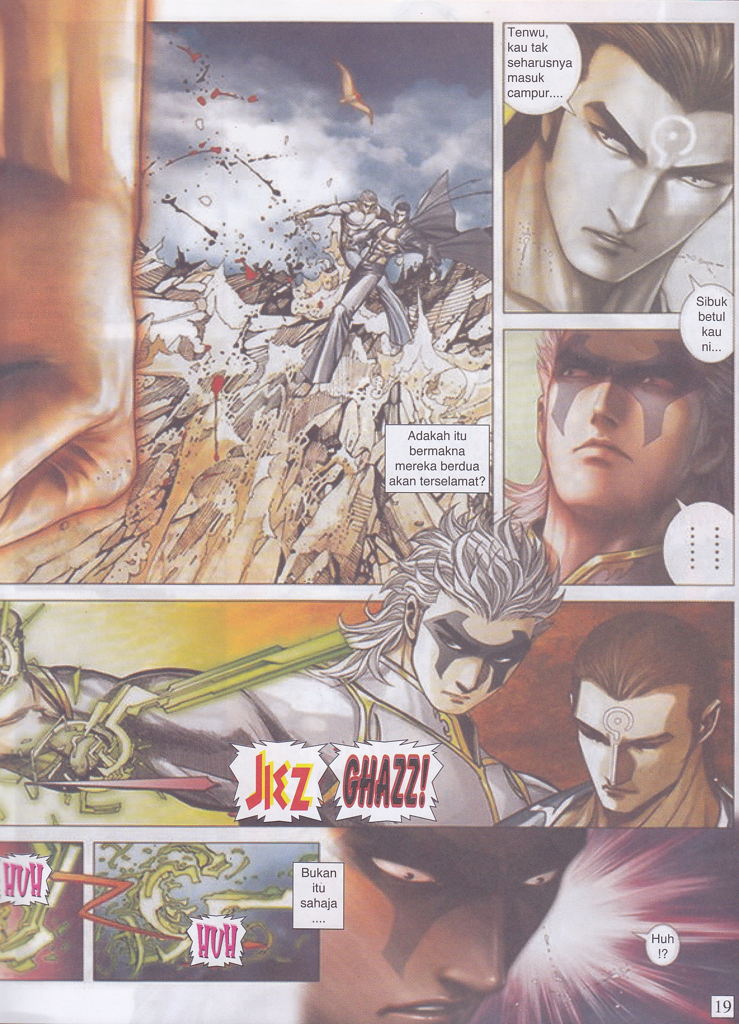 Tenwu,
kau tak
seharusnya
masuk
campur....
Sibuk
betul
kau
ni...
Adakah itu
bermakna
mereka berdua
akan terselamat?
......
......
JIEZ
GHAZZ!
HUH
HUH
Bukan
itu
sahaja
....
Huh
!?
19